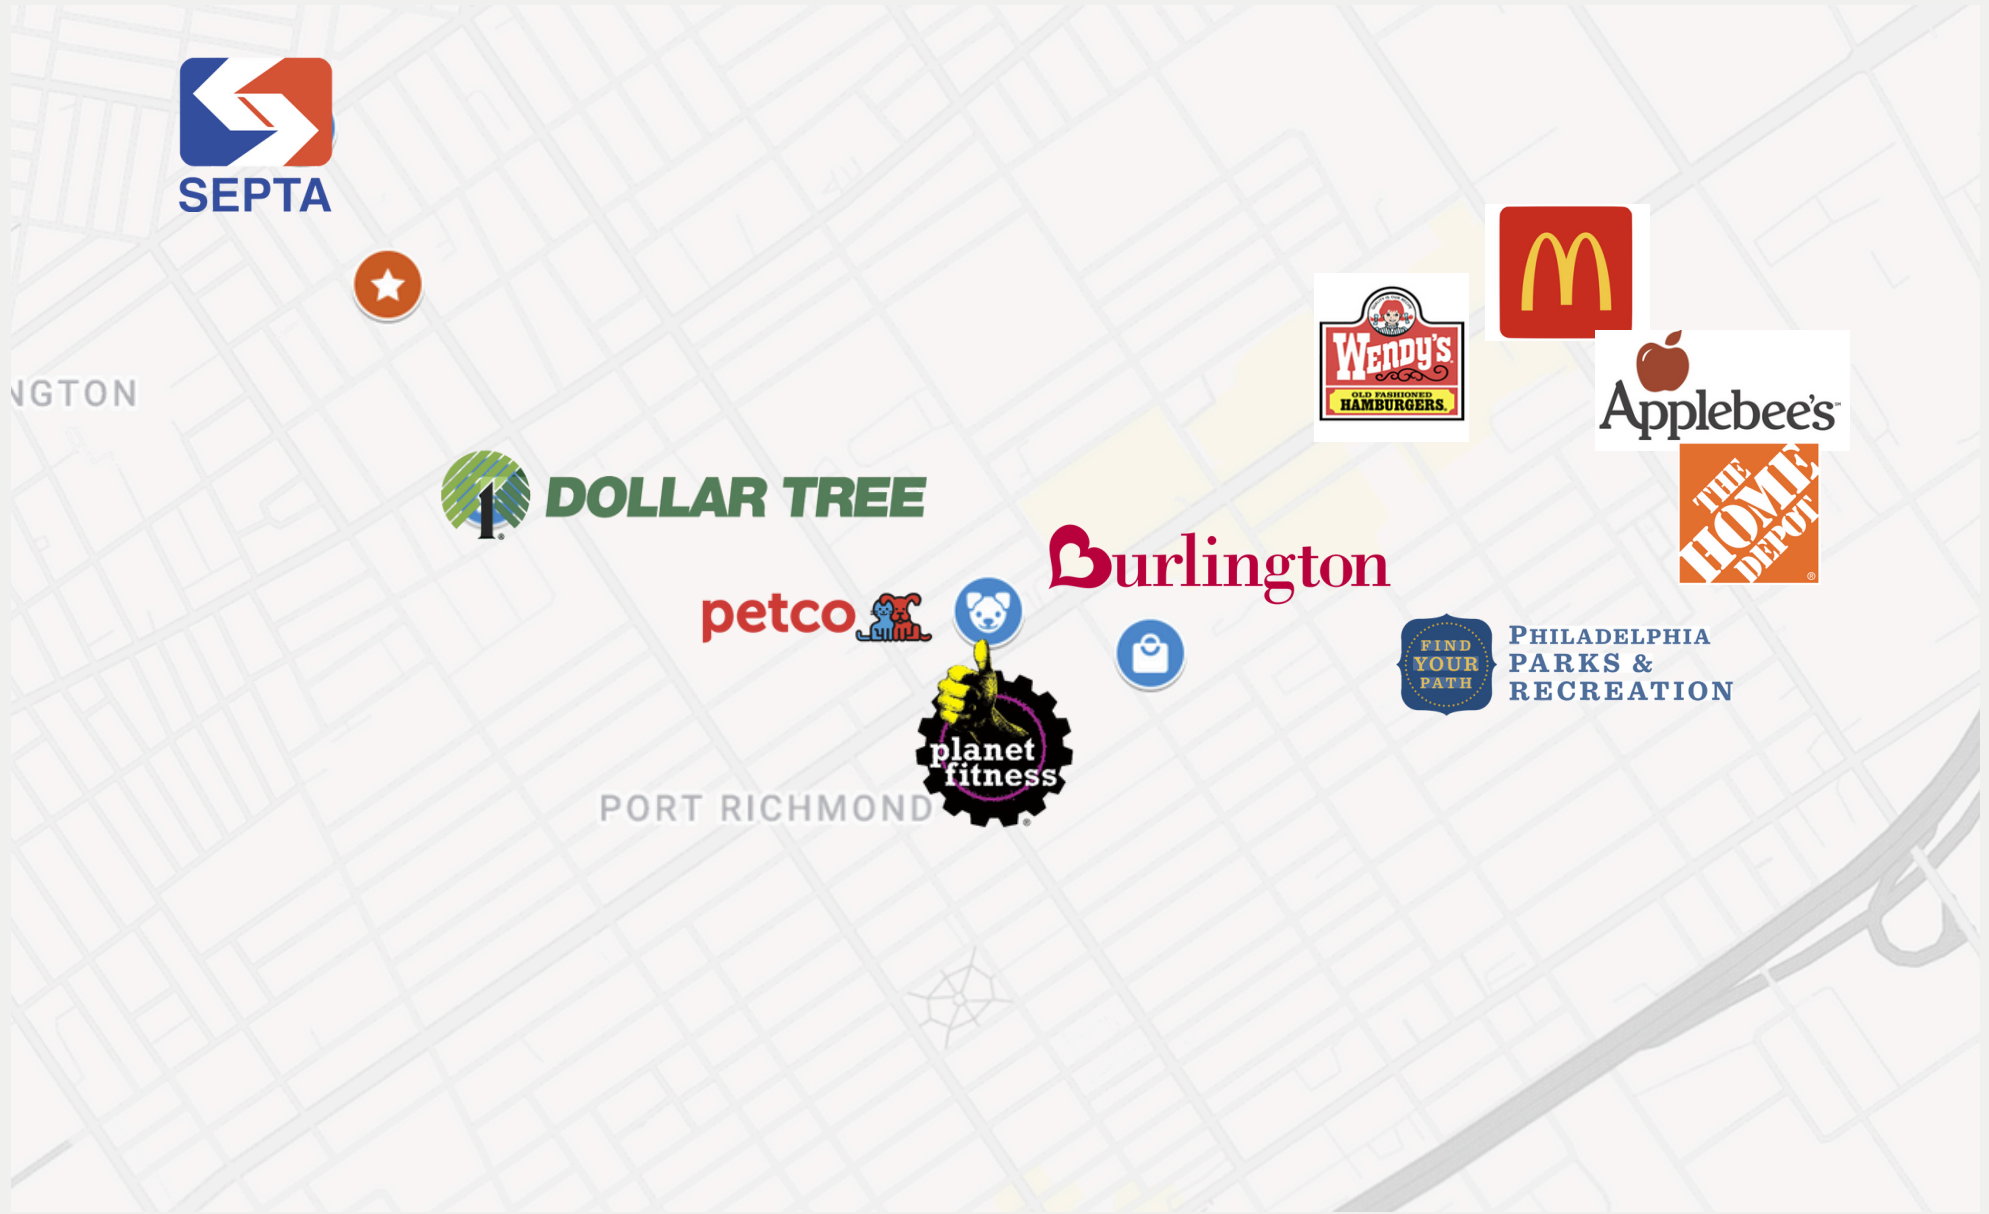 SEPTA
NGTON
WENDY'S
OLD FASHIONED
HAMBURGERS.
Applebee's
THE
HOME
DEPOT
1
DOLLAR TREE
Burlington
petco
FIND
YOUR
PATH
PHILADELPHIA
PARKS &
RECREATION
planet
fitness
PORT RICHMOND